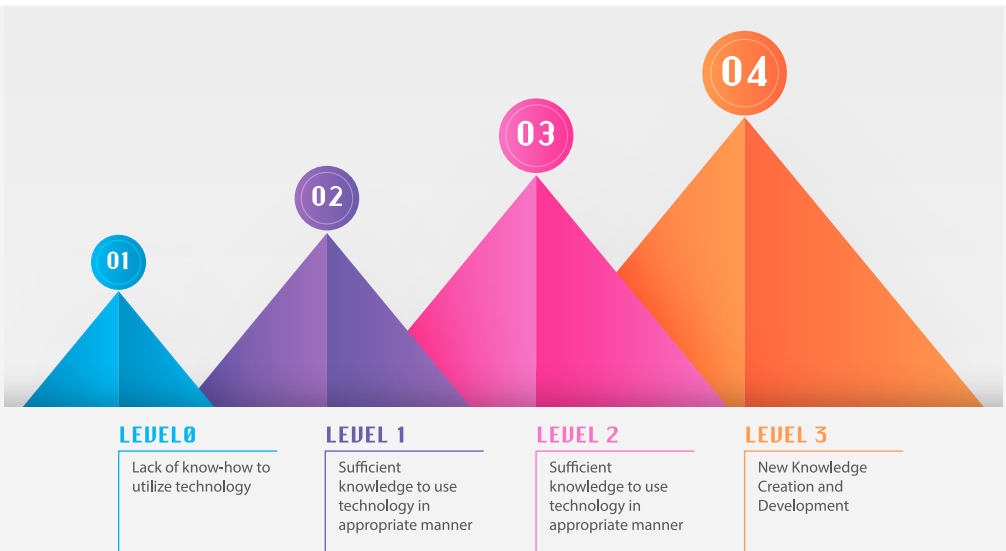 01
02
03
04
LEVEL0
Lack of know-how to
utilize technology
LEVEL 1
Sufficient
knowledge to use
technology in
appropriate manner
LEVEL 2
Sufficient
knowledge to use
technology in
appropriate manner
LEVEL 3
New Knowledge
Creation and
Development